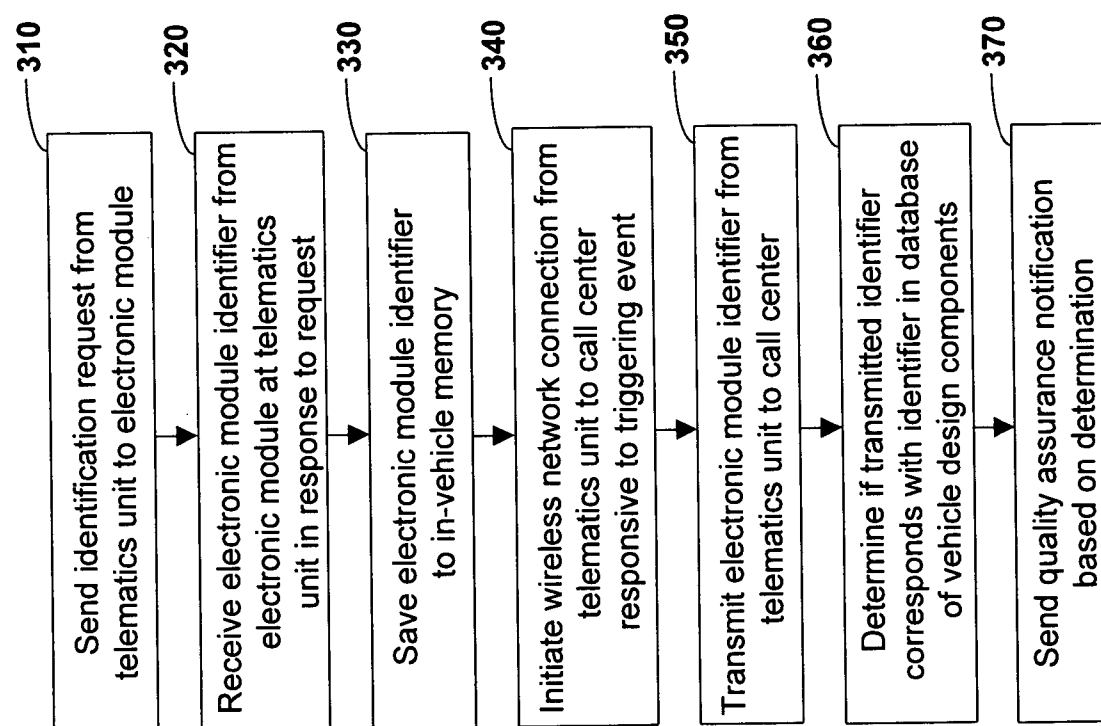 310
Send identification request from
telematics unit to electronic module
320
Receive electronic module identifier from
electronic module at telematics
unit in response to request
330
Save electronic module identifier
to in-vehicle memory
340
Initiate wireless network connection from
telematics unit to call center
responsive to triggering event
350
Transmit electronic module identifier from
telematics unit to call center
360
Determine if transmitted identifier
corresponds with identifier in database
of vehicle design components
370
Send quality assurance notification
based on determination